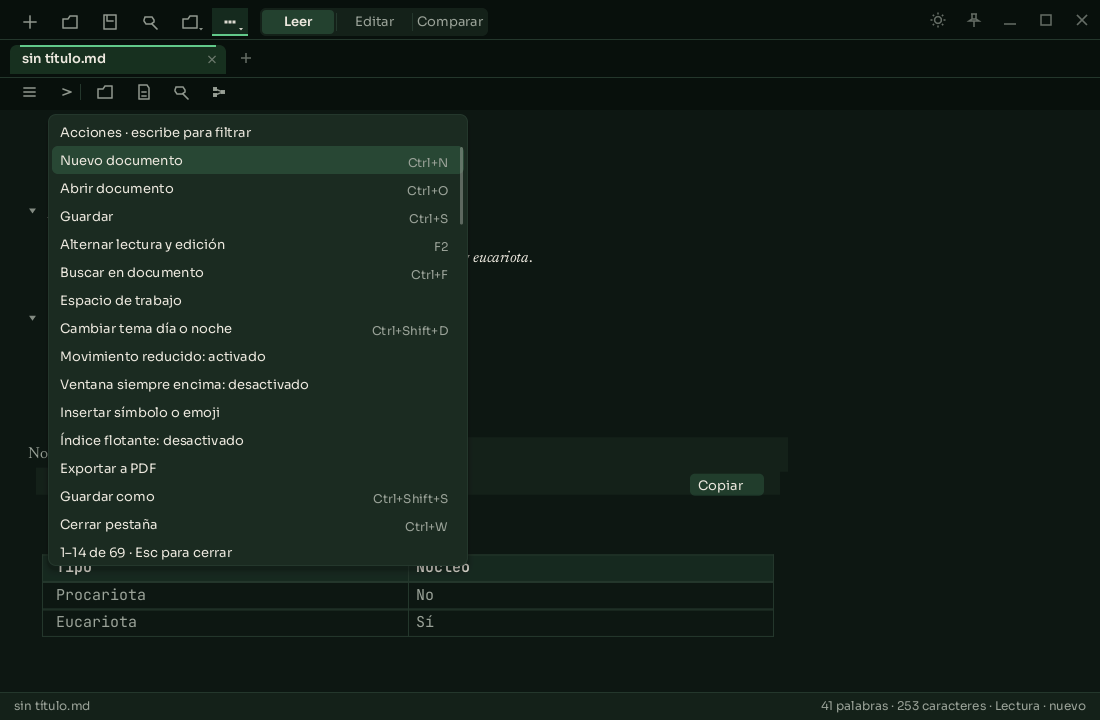 Leer Editar Comparar
sin título.md
Acciones · escribe para filtrar
Nuevo documento Ctrl+N
Abrir documento Ctrl+O
Guardar Ctrl+S
Alternar lectura y edición F2
eucariota.
Buscar en documento Ctrl+F
Espacio de trabajo
Cambiar tema día o noche Ctrl+Shift+D
Movimiento reducido: activado
Ventana siempre encima: desactivado
Insertar símbolo o emoji
Índice flotante: desactivado
No
Exportar a PDF
Copiar
Guardar como Ctrl+Shift+S
Cerrar pestaña Ctrl+W
1–14 de 69 · Esc para cerrar
Tipo Núcleo
Procariota No
Eucariota Sí
sin título.md 41 palabras · 253 caracteres · Lectura · nuevo